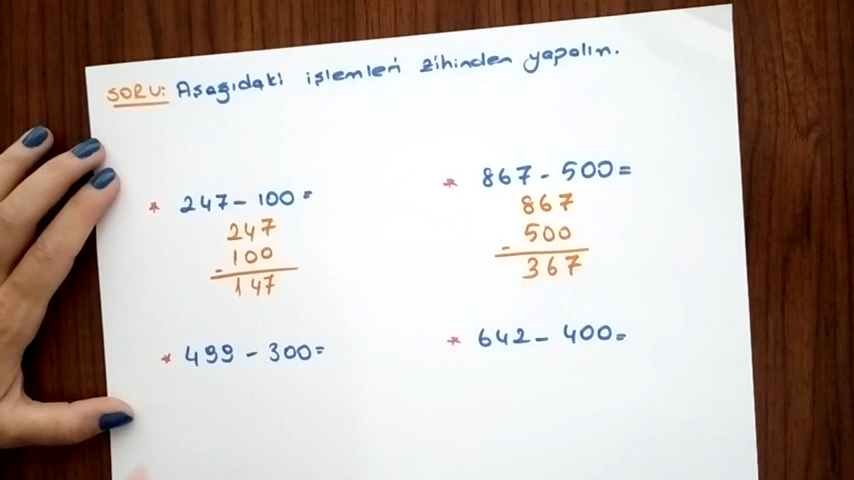 SORU: Aşağıdaki işlemleri zihinden yapalım.
* 247 - 100 =
247
- 100
147
* 867 - 500 =
867
- 500
367
* 499 - 300 =
* 642 - 400 =